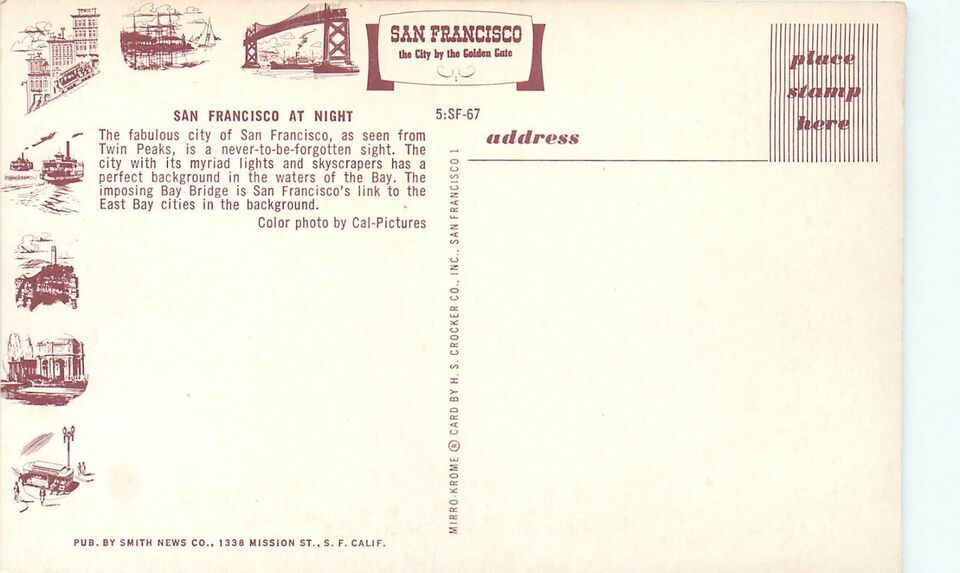 SAN FRANCISCO
the City by the Golden Gate
place
stamp
here
SAN FRANCISCO AT NIGHT
5:SF-67
The fabulous city of San Francisco, as seen from
Twin Peaks, is a never-to-be-forgotten sight. The
city with its myriad lights and skyscrapers has a
perfect background in the waters of the Bay. The
imposing Bay Bridge is San Francisco's link to the
East Bay cities in the background.
Color photo by Cal-Pictures
address
MIRRO-KROME ® CARD BY H. S. CROCKER CO., INC., SAN FRANCISCO 1
PUB. BY SMITH NEWS CO., 1336 MISSION ST., S. F. CALIF.